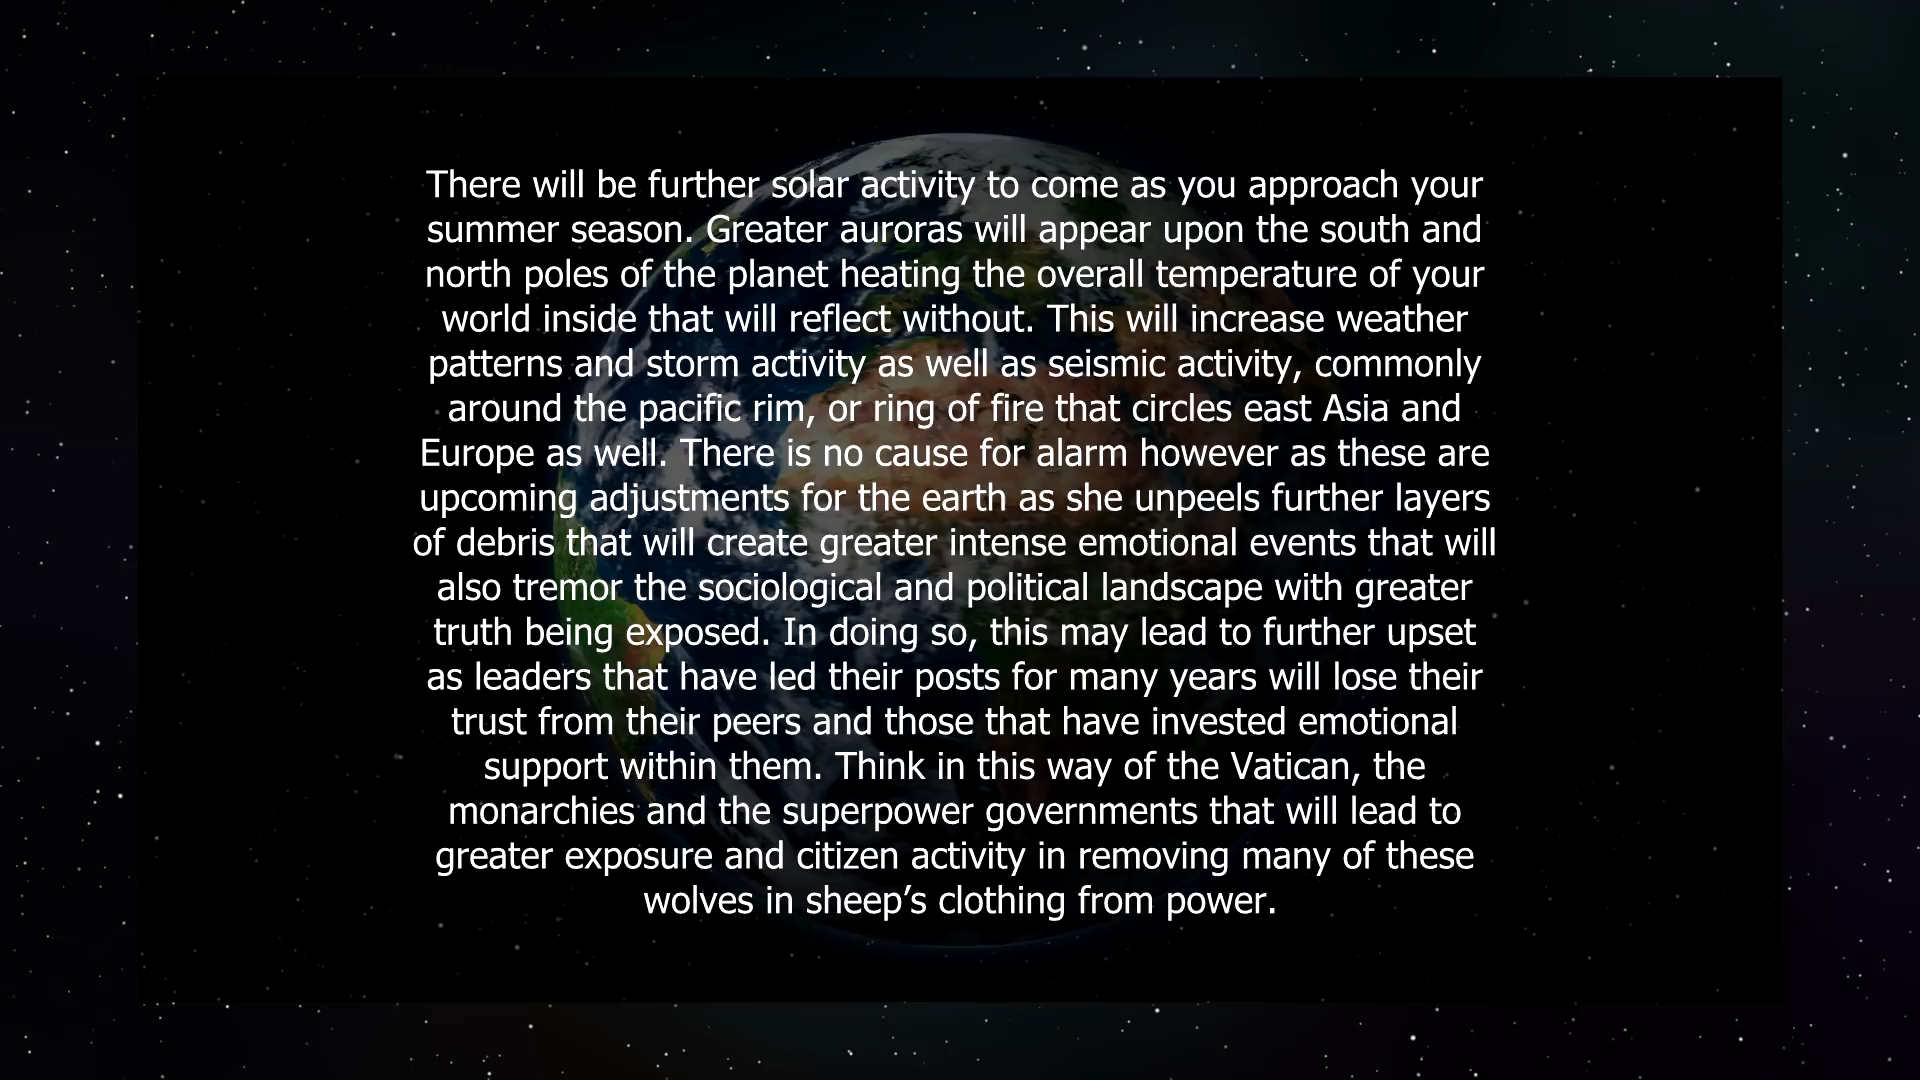 There will be further solar activity to come as you approach your
summer season. Greater auroras will appear upon the south and
north poles of the planet heating the overall temperature of your
world inside that will reflect without. This will increase weather
patterns and storm activity as well as seismic activity, commonly
around the pacific rim, or ring of fire that circles east Asia and
Europe as well. There is no cause for alarm however as these are
upcoming adjustments for the earth as she unpeels further layers
of debris that will create greater intense emotional events that will
also tremor the sociological and political landscape with greater
truth being exposed. In doing so, this may lead to further upset
as leaders that have led their posts for many years will lose their
trust from their peers and those that have invested emotional
support within them. Think in this way of the Vatican, the
monarchies and the superpower governments that will lead to
greater exposure and citizen activity in removing many of these
wolves in sheep’s clothing from power.